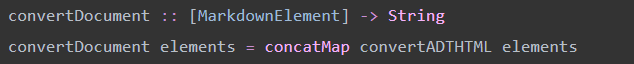 convertDocument :: [MarkdownElement] -> String
convertDocument elements = concatMap convertADTHTML elements